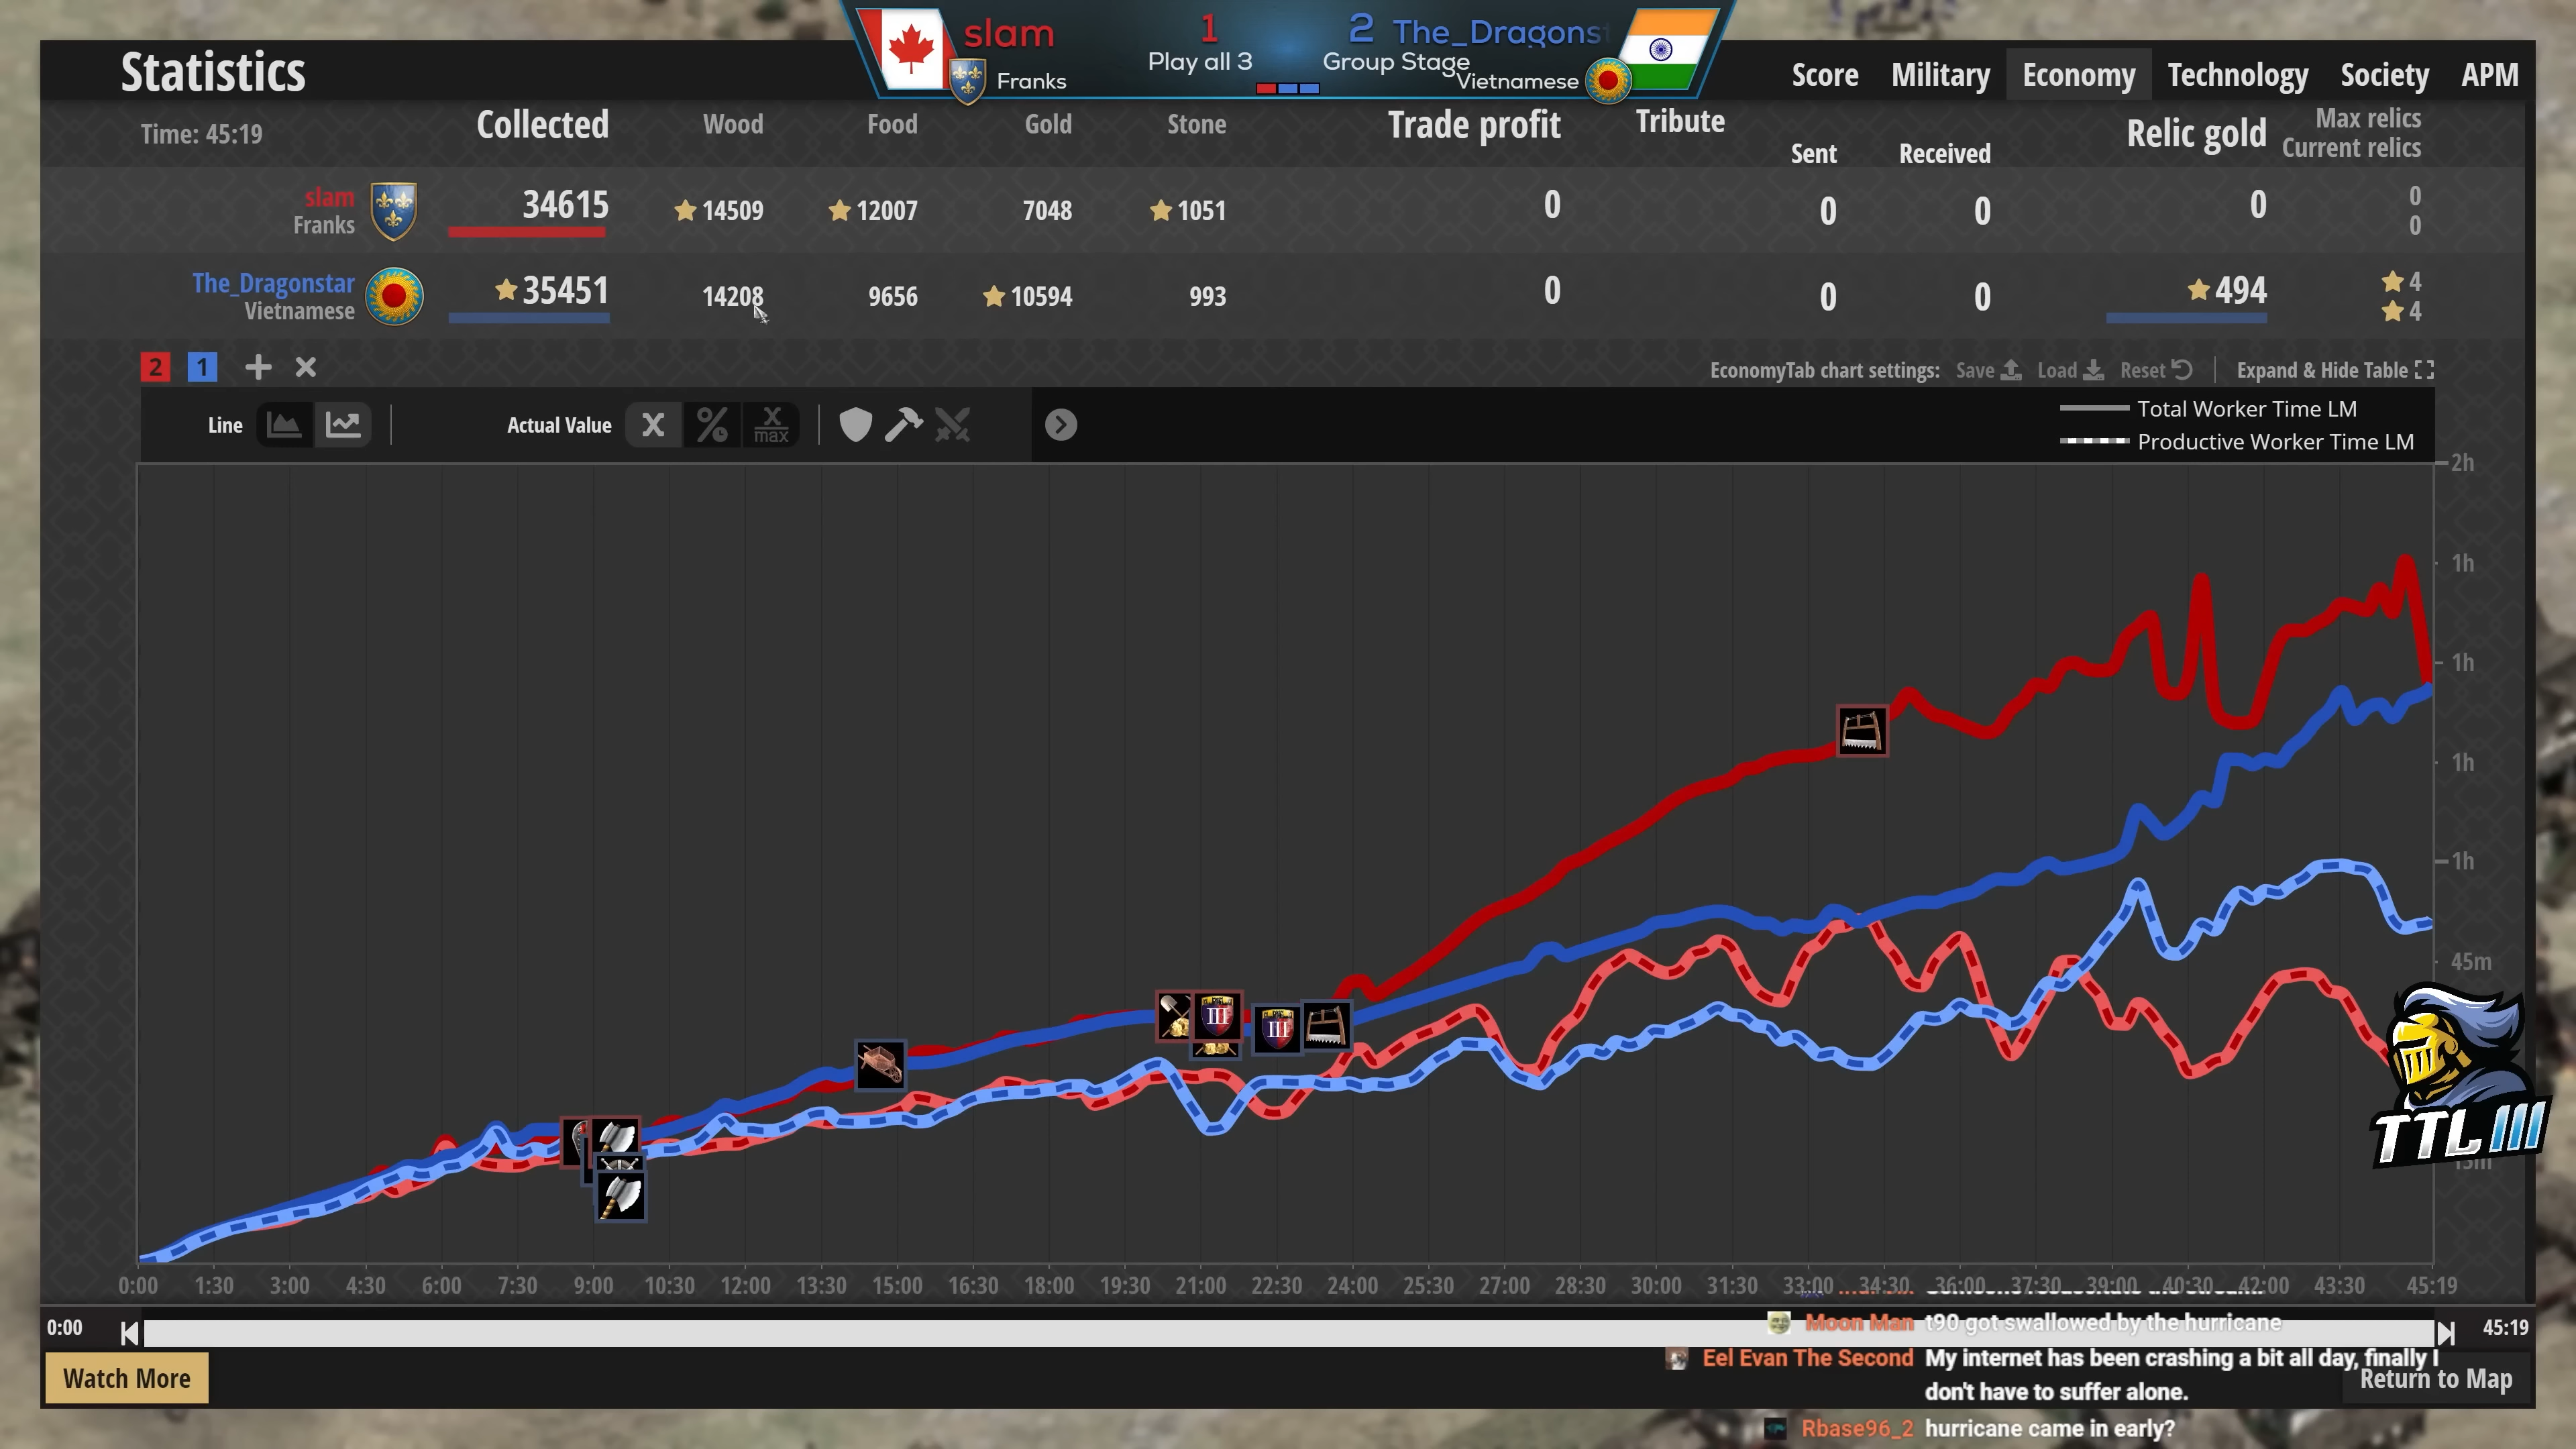 slam
1
2
The_Dragonst
Play all 3
Group Stage
Franks
Vietnamese
Statistics
Score
Military
Economy
Technology
Society
APM
Time: 45:19
Collected
Wood
Food
Gold
Stone
Trade profit
Tribute
Sent
Received
Relic gold
Max relics
Current relics
slam
Franks
34615
14509
12007
7048
1051
0
0
0
0
0
0
The_Dragonstar
Vietnamese
35451
14208
9656
10594
993
0
0
0
494
4
4
2
1
EconomyTab chart settings:
Save
Load
Reset
Expand & Hide Table
Line
Actual Value
X
%
X
max
Total Worker Time LM
Productive Worker Time LM
2h
1h
1h
1h
1h
45m
III
III
TTL III
0:00
1:30
3:00
4:30
6:00
7:30
9:00
10:30
12:00
13:30
15:00
16:30
18:00
19:30
21:00
22:30
24:00
25:30
27:00
28:30
30:00
31:30
33:00
34:30
36:00
37:30
39:00
40:30
42:00
43:30
45:19
0:00
45:19
Moon Man t90 got swallowed by the hurricane
Eel Evan The Second My internet has been crashing a bit all day, finally I
don't have to suffer alone.
Watch More
Return to Map
Rbase96_2 hurricane came in early?